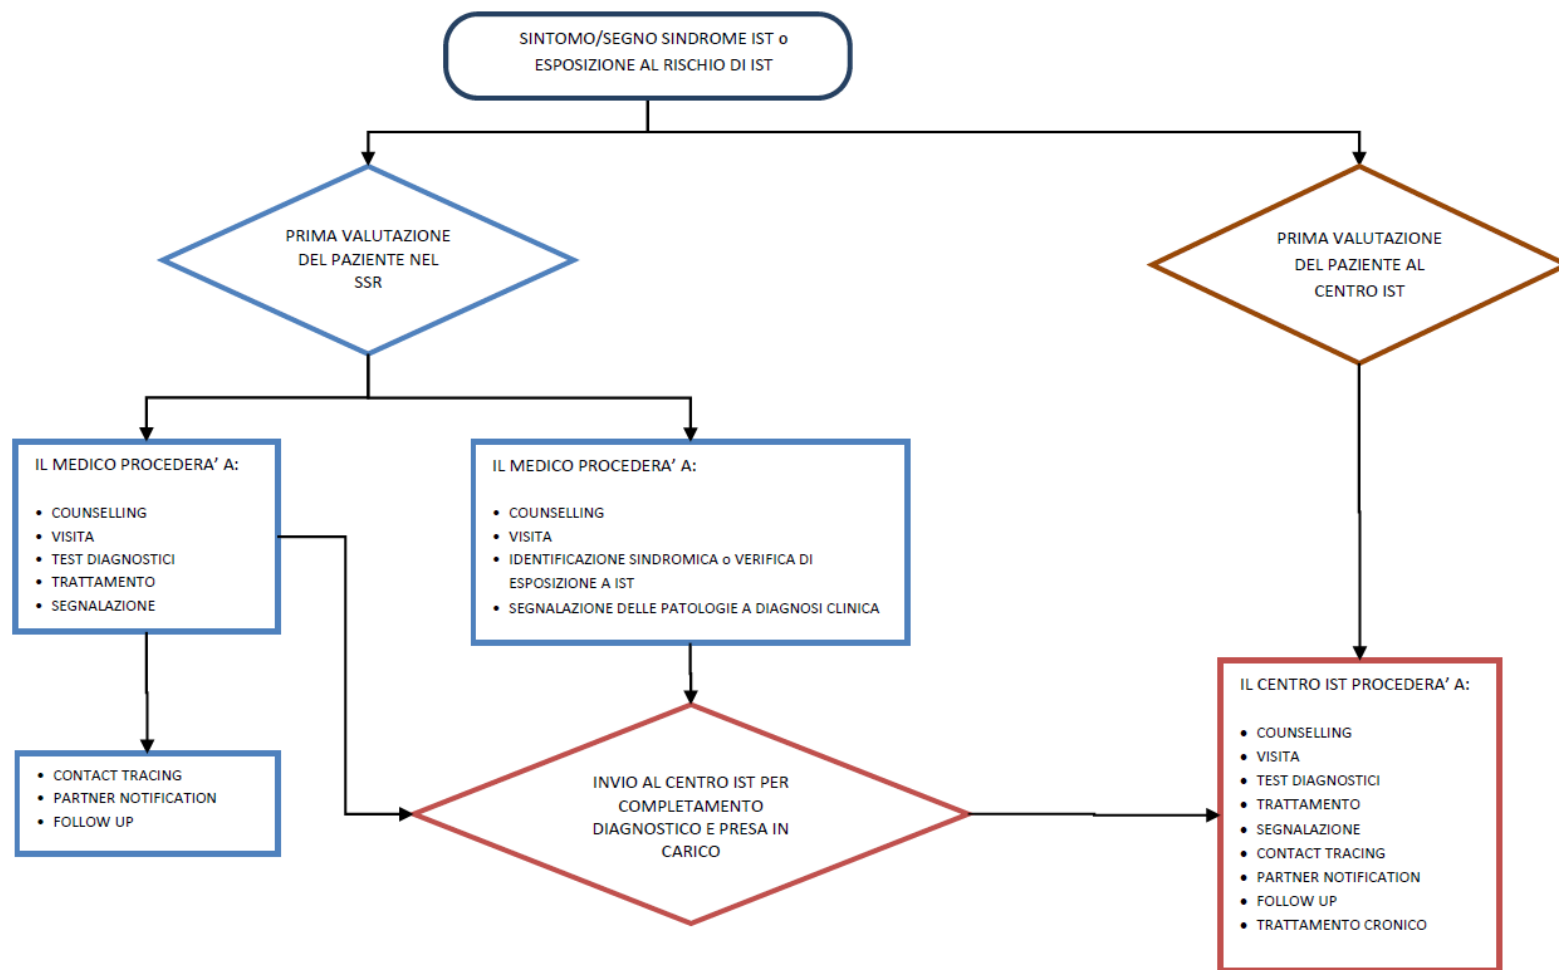 SINTOMO/SEGNO SINDROME IST o
ESPOSIZIONE AL RISCHIO DI IST
PRIMA VALUTAZIONE
DEL PAZIENTE NEL
SSR
PRIMA VALUTAZIONE
DEL PAZIENTE AL
CENTRO IST
IL MEDICO PROCEDERA’ A:
• COUNSELLING
• VISITA
• TEST DIAGNOSTICI
• TRATTAMENTO
• SEGNALAZIONE
IL MEDICO PROCEDERA’ A:
• COUNSELLING
• VISITA
• IDENTIFICAZIONE SINDROMICA o VERIFICA DI
ESPOSIZIONE A IST
• SEGNALAZIONE DELLE PATOLOGIE A DIAGNOSI CLINICA
• CONTACT TRACING
• PARTNER NOTIFICATION
• FOLLOW UP
INVIO AL CENTRO IST PER
COMPLETAMENTO
DIAGNOSTICO E PRESA IN
CARICO
IL CENTRO IST PROCEDERA’ A:
• COUNSELLING
• VISITA
• TEST DIAGNOSTICI
• TRATTAMENTO
• SEGNALAZIONE
• CONTACT TRACING
• PARTNER NOTIFICATION
• FOLLOW UP
• TRATTAMENTO CRONICO